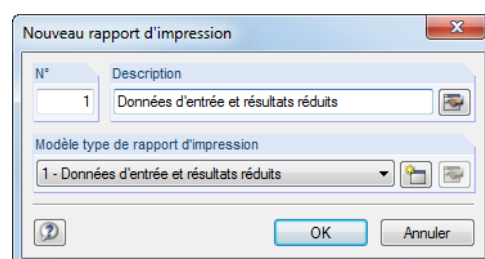 Nouveau rapport d'impression
N° Description
1 Données d'entrée et résultats réduits
Modèle type de rapport d'impression
1 - Données d'entrée et résultats réduits
OK Annuler